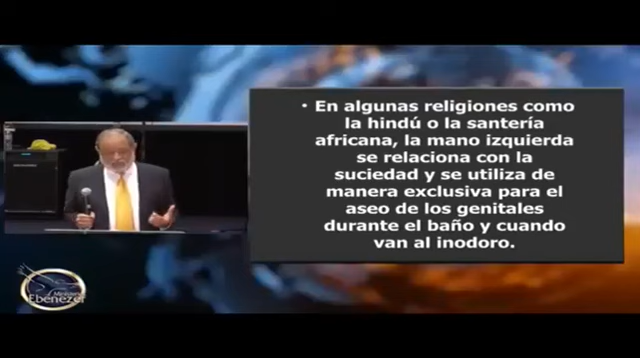 • En algunas religiones como
la hindú o la santería
africana, la mano izquierda
se relaciona con la
suciedad y se utiliza de
manera exclusiva para el
aseo de los genitales
durante el baño y cuando
van al inodoro.
Ministerios
Ebenezer